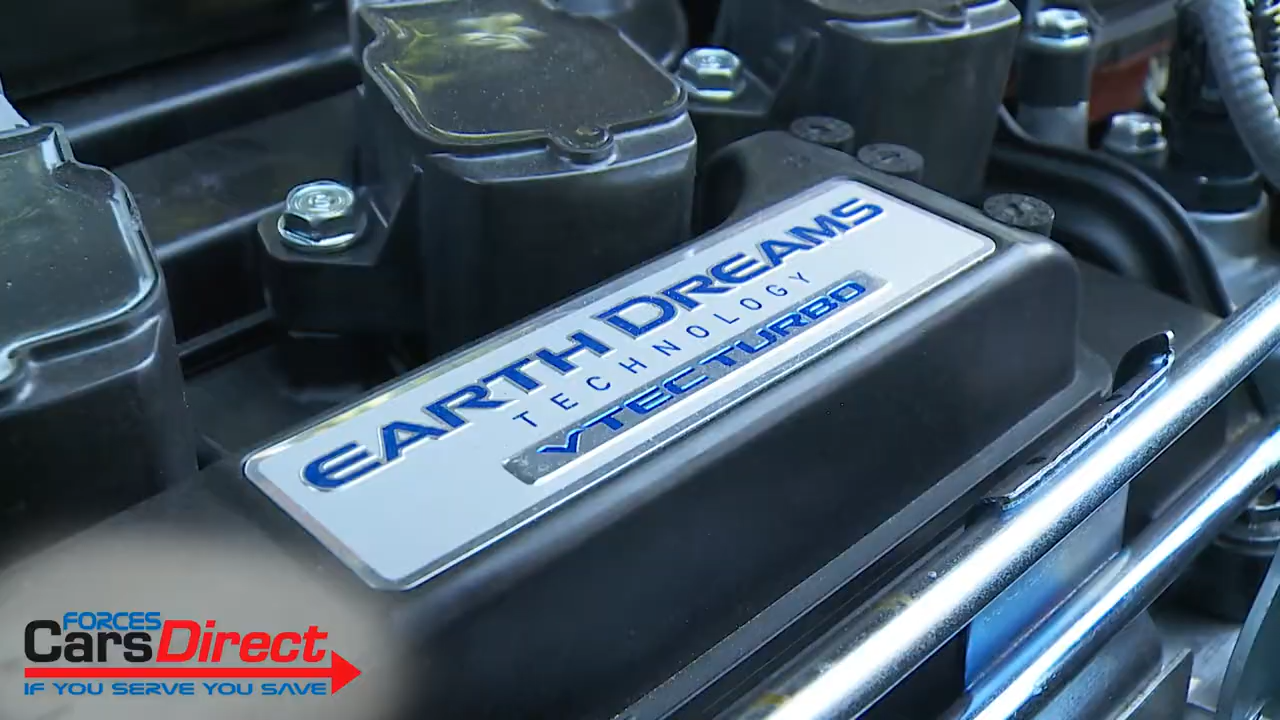 EARTH DREAMS
TECHNOLOGY
VTEC TURBO
FORCES
CarsDirect
IF YOU SERVE YOU SAVE